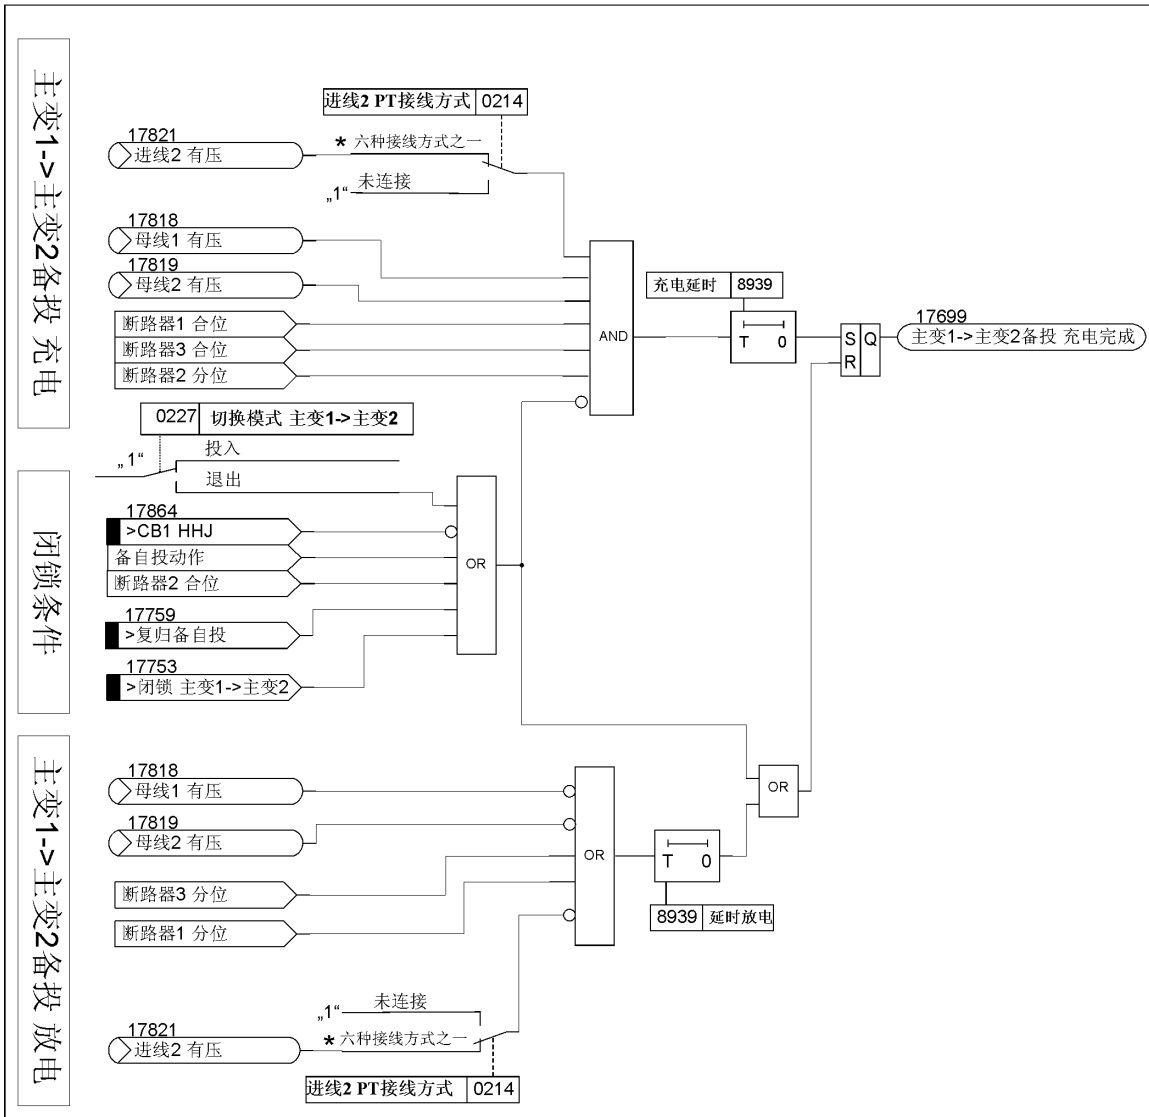 主变1->主变2备投 充电
进线2 PT接线方式 0214
17821
进线2 有压
* 六种接线方式之一
未连接
„1“
17818
母线1 有压
17819
母线2 有压
断路器1 合位
断路器3 合位
断路器2 分位
AND
充电延时 8939
T 0
S Q
R
17699
主变1->主变2备投 充电完成
闭锁条件
0227 切换模式 主变1->主变2
„1“
投入
退出
17864
>CB1 HHJ
备自投动作
断路器2 合位
17759
>复归备自投
17753
>闭锁 主变1->主变2
OR
主变1->主变2备投 放电
17818
母线1 有压
17819
母线2 有压
断路器3 分位
断路器1 分位
OR
T 0
8939 延时放电
OR
„1“
未连接
17821
进线2 有压
* 六种接线方式之一
进线2 PT接线方式 0214